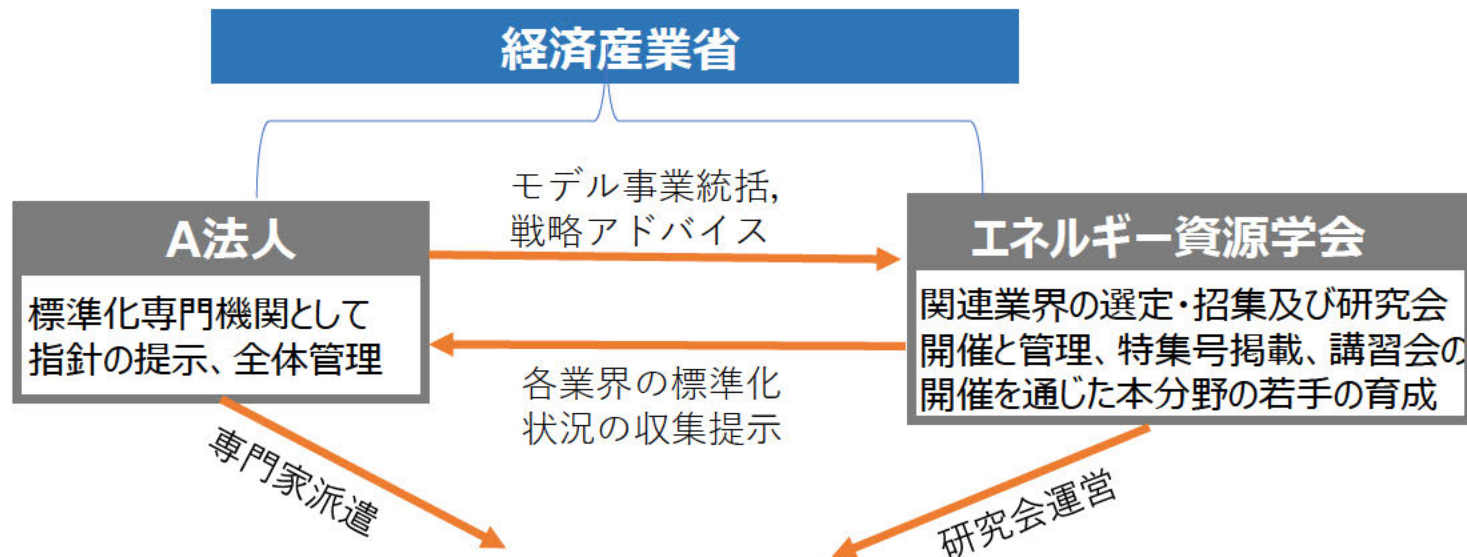 経済産業省
モデル事業統括,
戦略アドバイス
A法人
標準化専門機関として
指針の提示、全体管理
エネルギー資源学会
関連業界の選定・招集及び研究会
開催と管理、特集号掲載、講習会の
開催を通じた本分野の若手の育成
各業界の標準化
状況の収集提示
専門家派遣
研究会運営